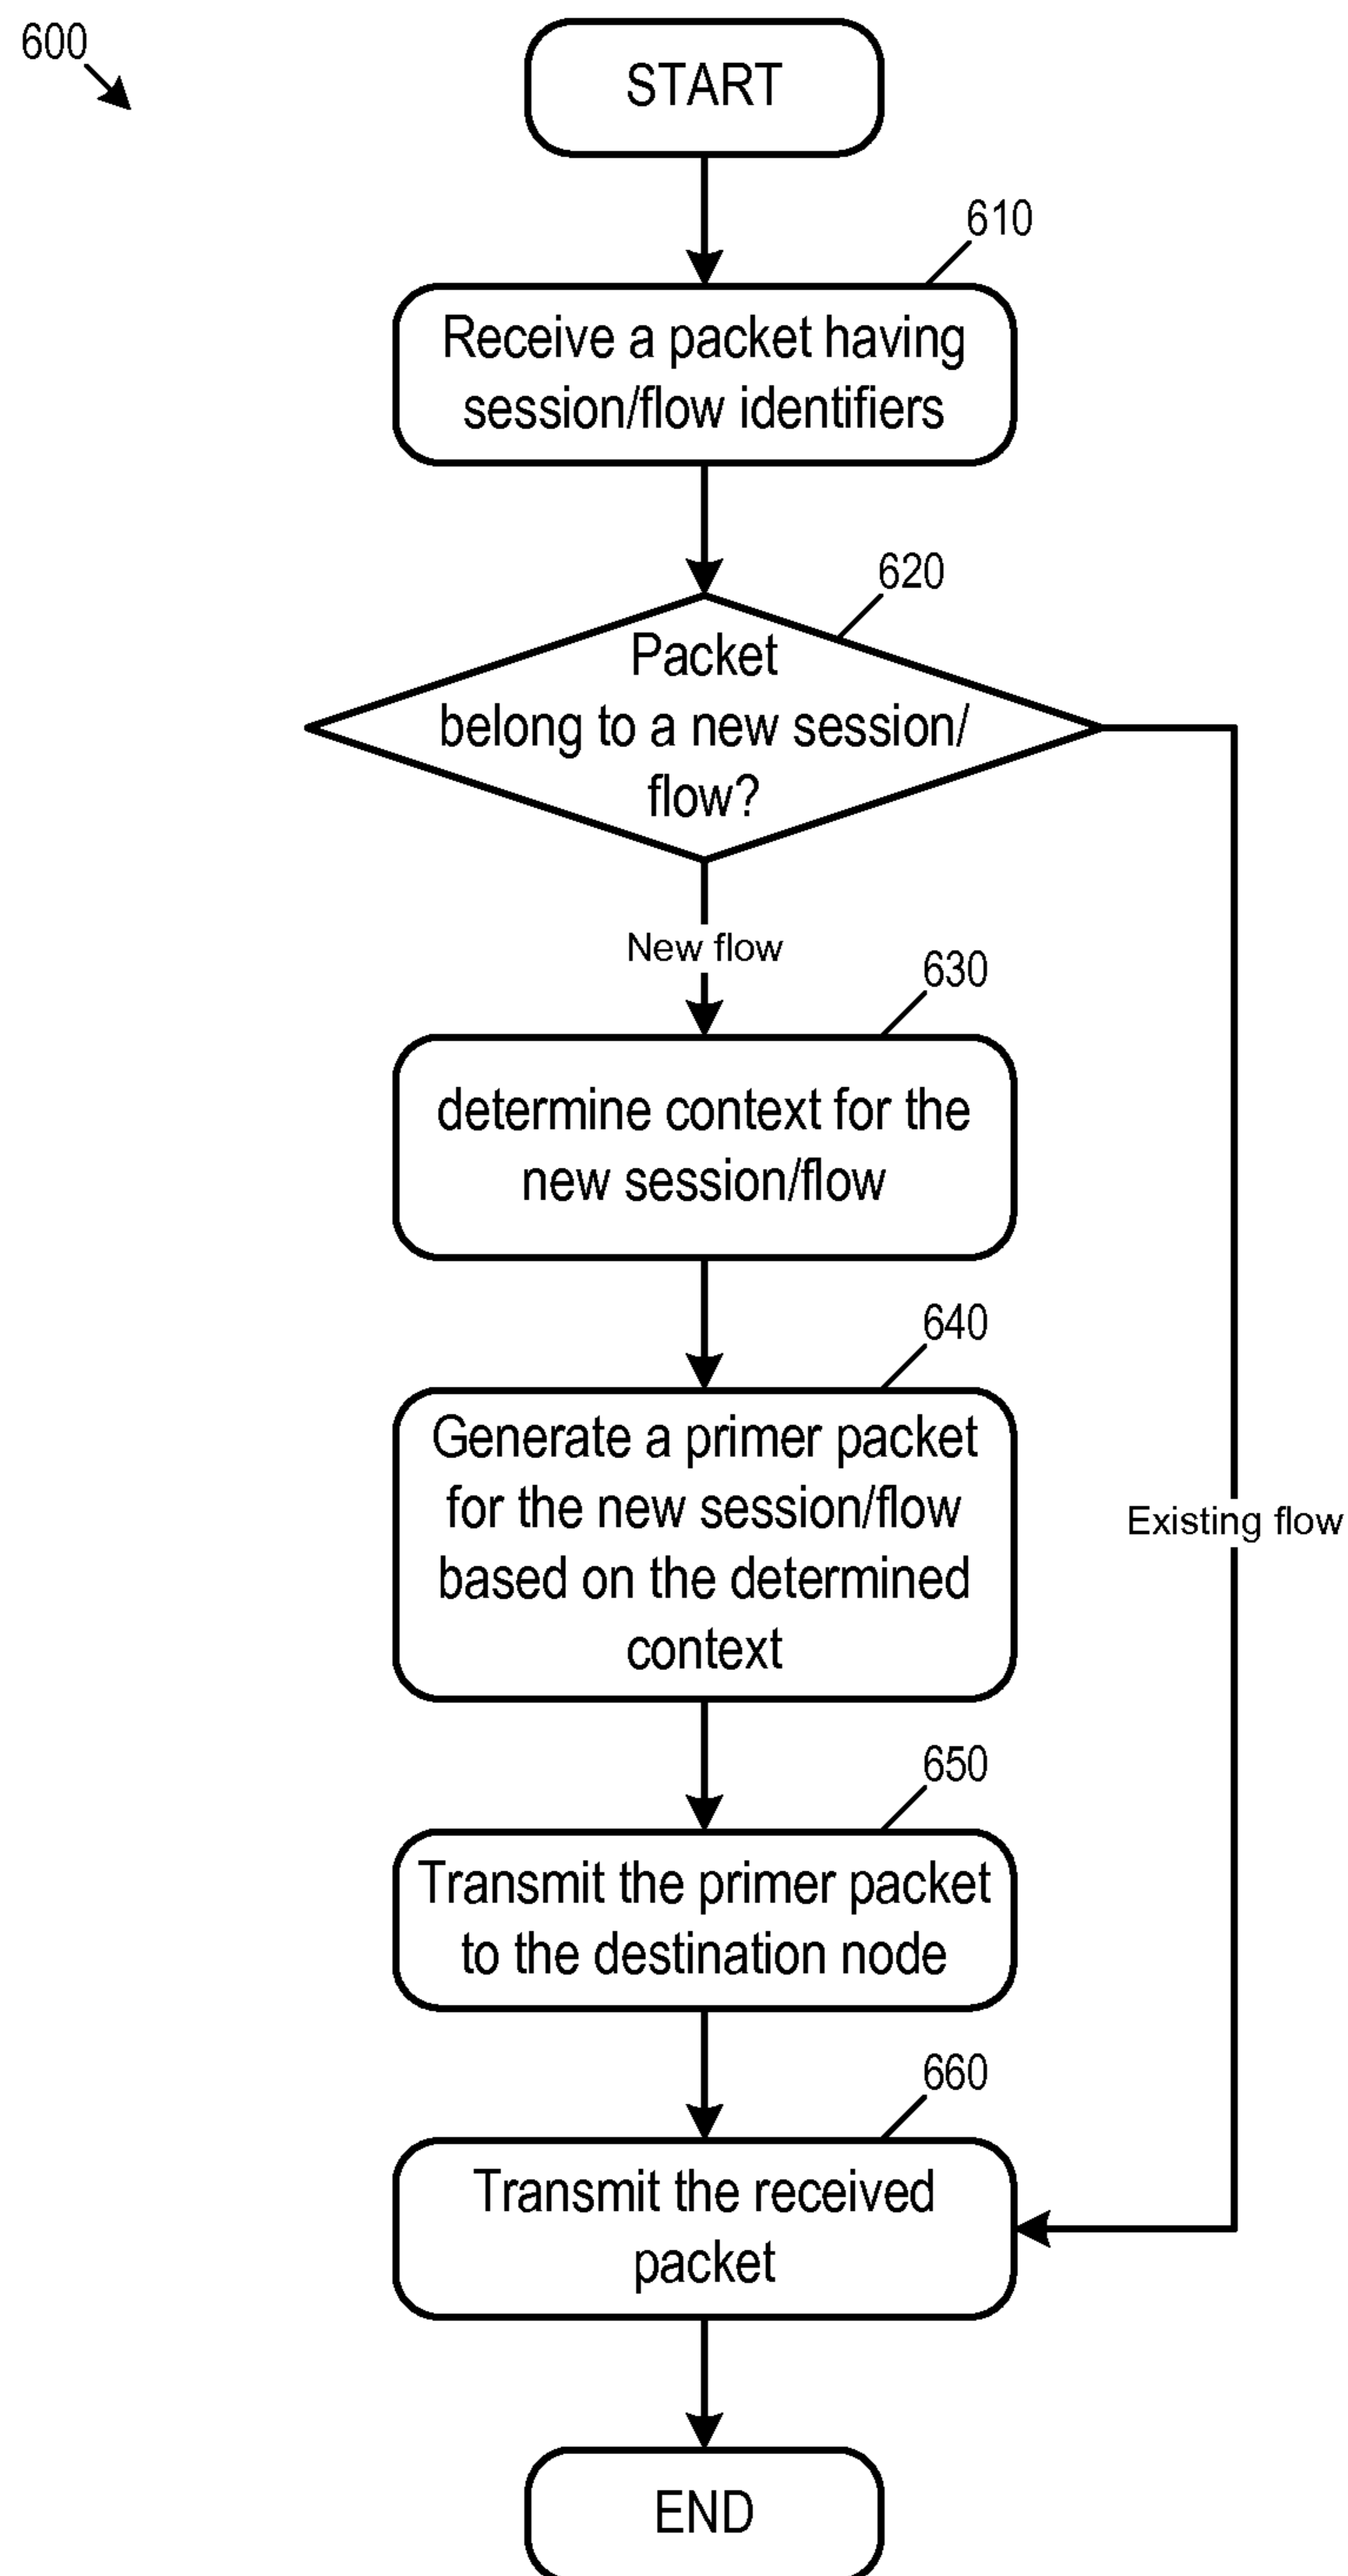 600
START
610
Receive a packet having
session/flow identifiers
620
Packet
belong to a new session/
flow?
New flow
630
determine context for the
new session/flow
640
Generate a primer packet
for the new session/flow
based on the determined
context
Existing flow
650
Transmit the primer packet
to the destination node
660
Transmit the received
packet
END